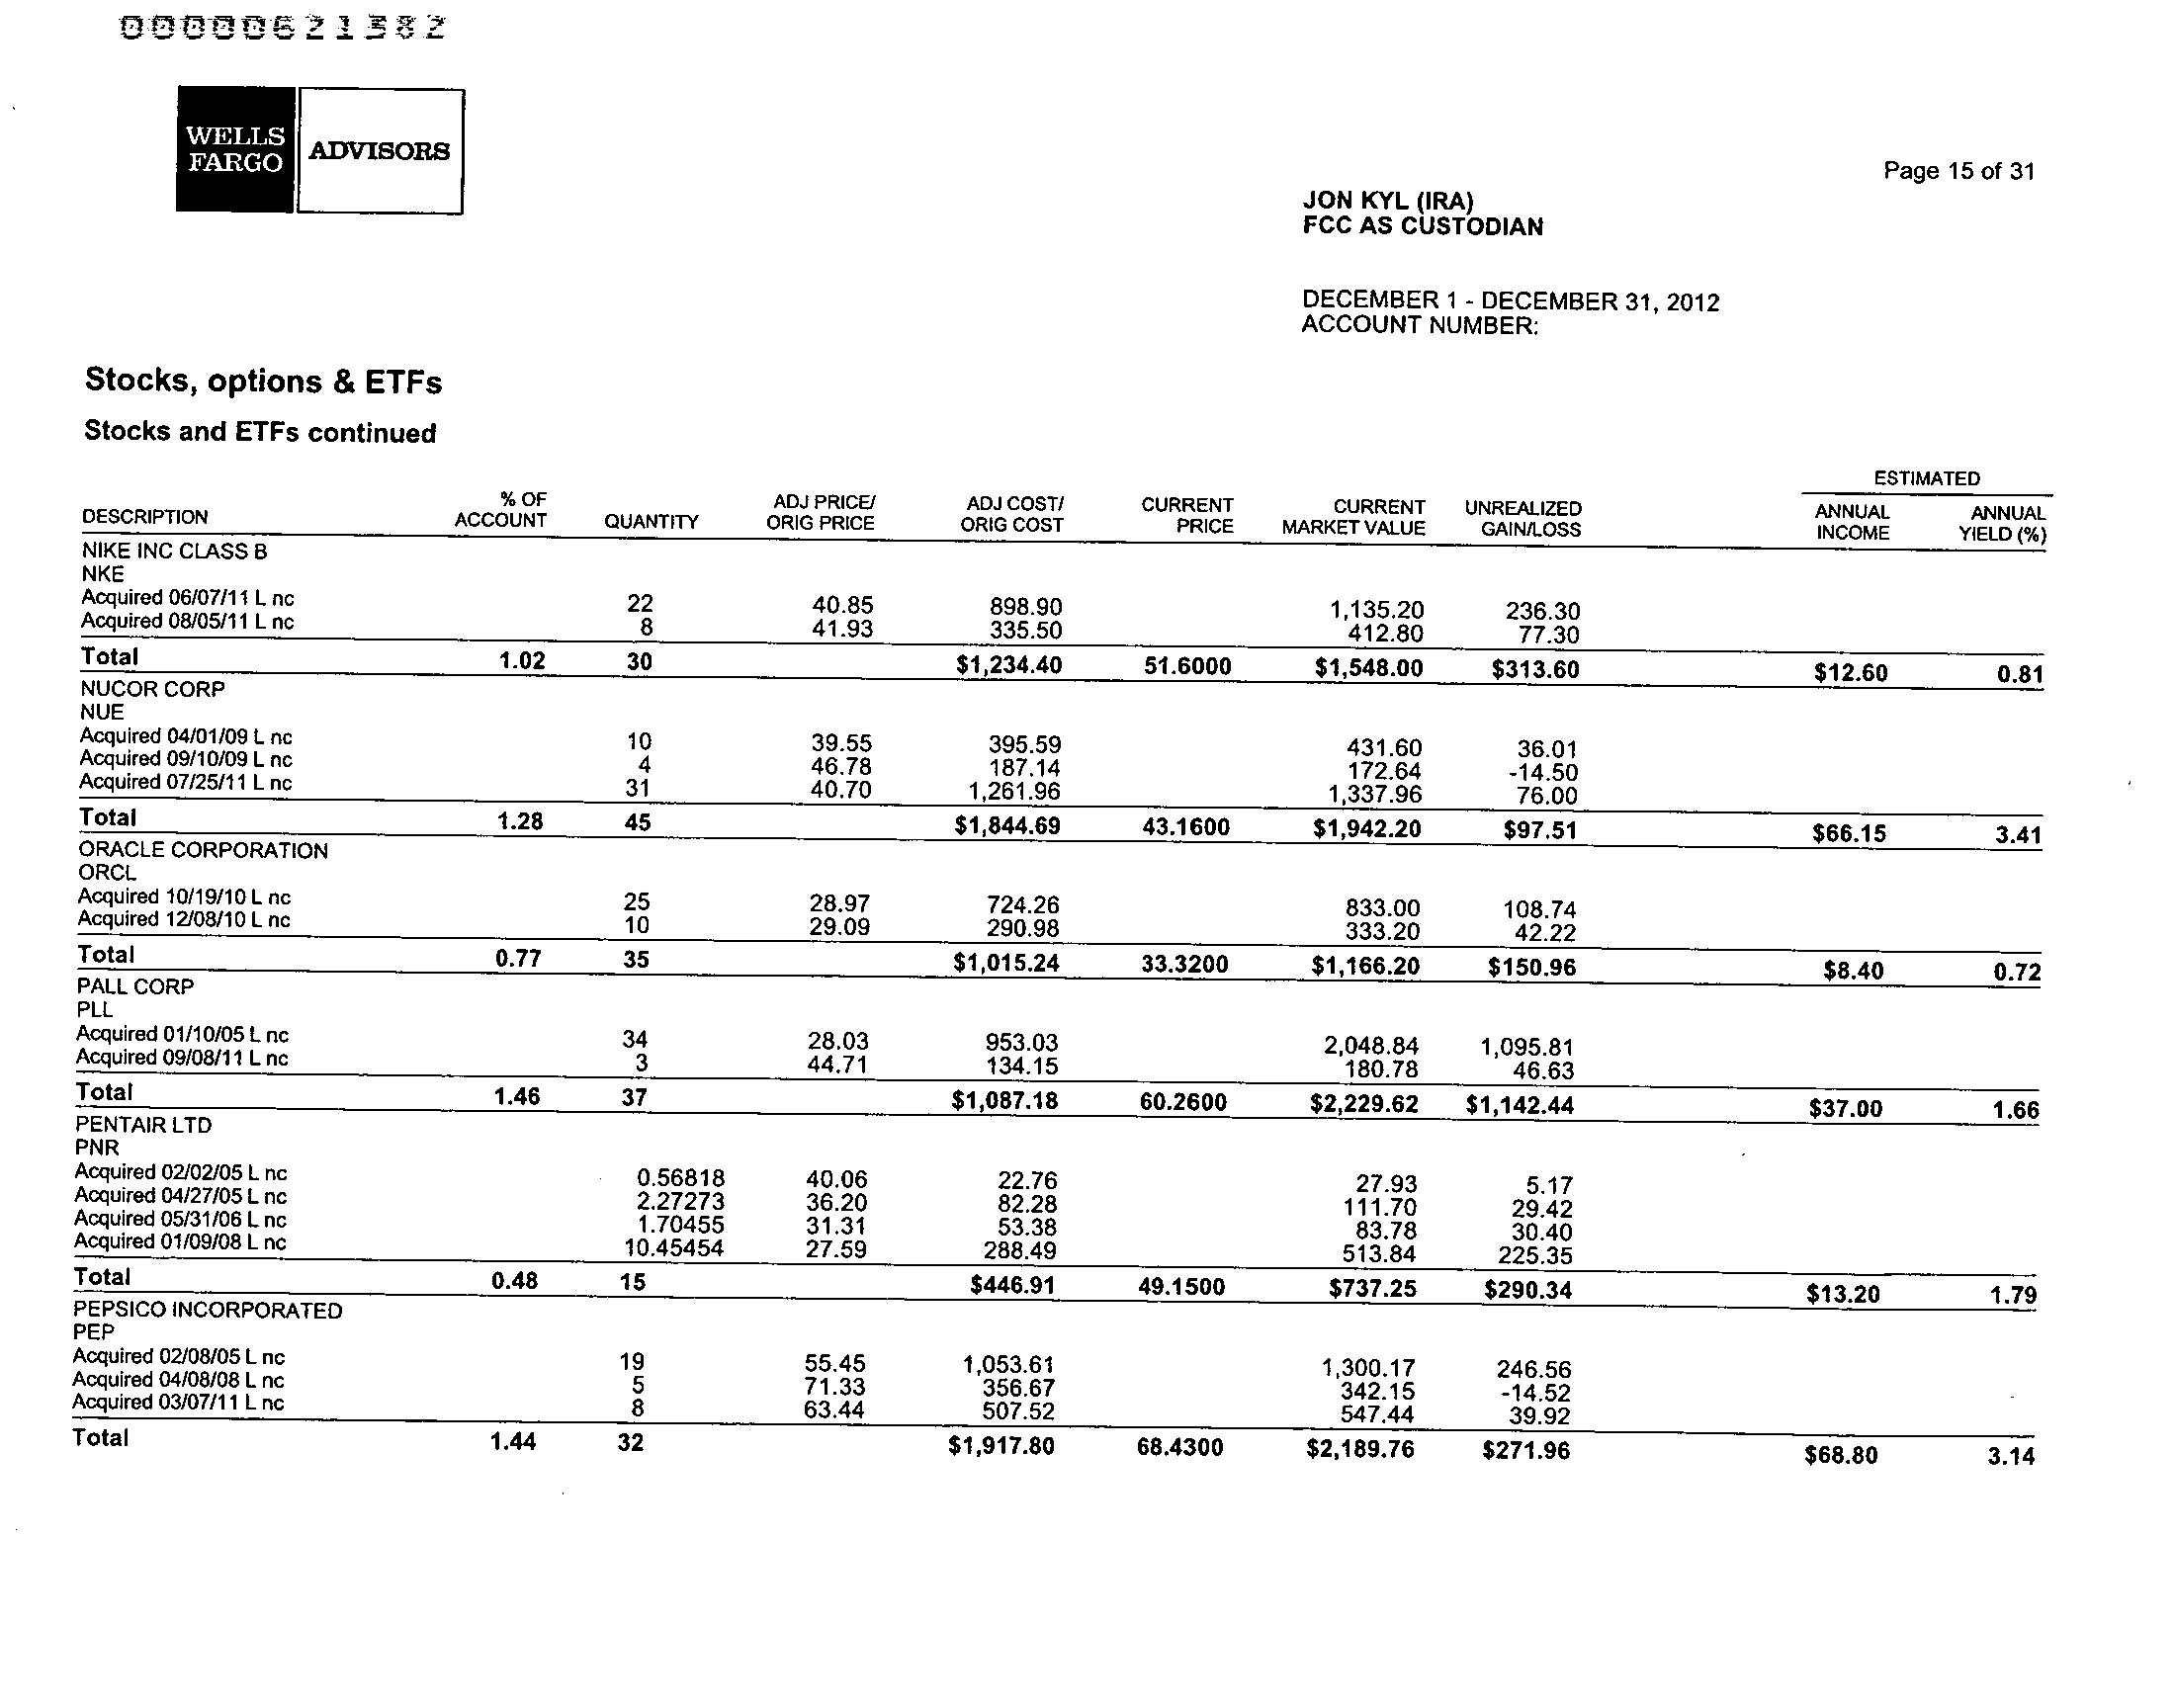 00000621382
WELLS FARGO ADVISORS
Page 15 of 31
JON KYL (IRA)
FCC AS CUSTODIAN
DECEMBER 1 - DECEMBER 31, 2012
ACCOUNT NUMBER:
Stocks, options & ETFs
Stocks and ETFs continued
ESTIMATED
DESCRIPTION % OF ACCOUNT QUANTITY ADJ PRICE/ ORIG PRICE ADJ COST/ ORIG COST CURRENT PRICE CURRENT MARKET VALUE UNREALIZED GAIN/LOSS ANNUAL INCOME ANNUAL YIELD (%)
NIKE INC CLASS B
NKE
Acquired 06/07/11 L nc 22 40.85 898.90 1,135.20 236.30
Acquired 08/05/11 L nc 8 41.93 335.50 412.80 77.30
Total 1.02 30 $1,234.40 51.6000 $1,548.00 $313.60 $12.60 0.81
NUCOR CORP
NUE
Acquired 04/01/09 L nc 10 39.55 395.59 431.60 36.01
Acquired 09/10/09 L nc 4 46.78 187.14 172.64 -14.50
Acquired 07/25/11 L nc 31 40.70 1,261.96 1,337.96 76.00
Total 1.28 45 $1,844.69 43.1600 $1,942.20 $97.51 $66.15 3.41
ORACLE CORPORATION
ORCL
Acquired 10/19/10 L nc 25 28.97 724.26 833.00 108.74
Acquired 12/08/10 L nc 10 29.09 290.98 333.20 42.22
Total 0.77 35 $1,015.24 33.3200 $1,166.20 $150.96 $8.40 0.72
PALL CORP
PLL
Acquired 01/10/05 L nc 34 28.03 953.03 2,048.84 1,095.81
Acquired 09/08/11 L nc 3 44.71 134.15 180.78 46.63
Total 1.46 37 $1,087.18 60.2600 $2,229.62 $1,142.44 $37.00 1.66
PENTAIR LTD
PNR
Acquired 02/02/05 L nc 0.56818 40.06 22.76 27.93 5.17
Acquired 04/27/05 L nc 2.27273 36.20 82.28 111.70 29.42
Acquired 05/31/06 L nc 1.70455 31.31 53.38 83.78 30.40
Acquired 01/09/08 L nc 10.45454 27.59 288.49 513.84 225.35
Total 0.48 15 $446.91 49.1500 $737.25 $290.34 $13.20 1.79
PEPSICO INCORPORATED
PEP
Acquired 02/08/05 L nc 19 55.45 1,053.61 1,300.17 246.56
Acquired 04/08/08 L nc 5 71.33 356.67 342.15 -14.52
Acquired 03/07/11 L nc 8 63.44 507.52 547.44 39.92
Total 1.44 32 $1,917.80 68.4300 $2,189.76 $271.96 $68.80 3.14